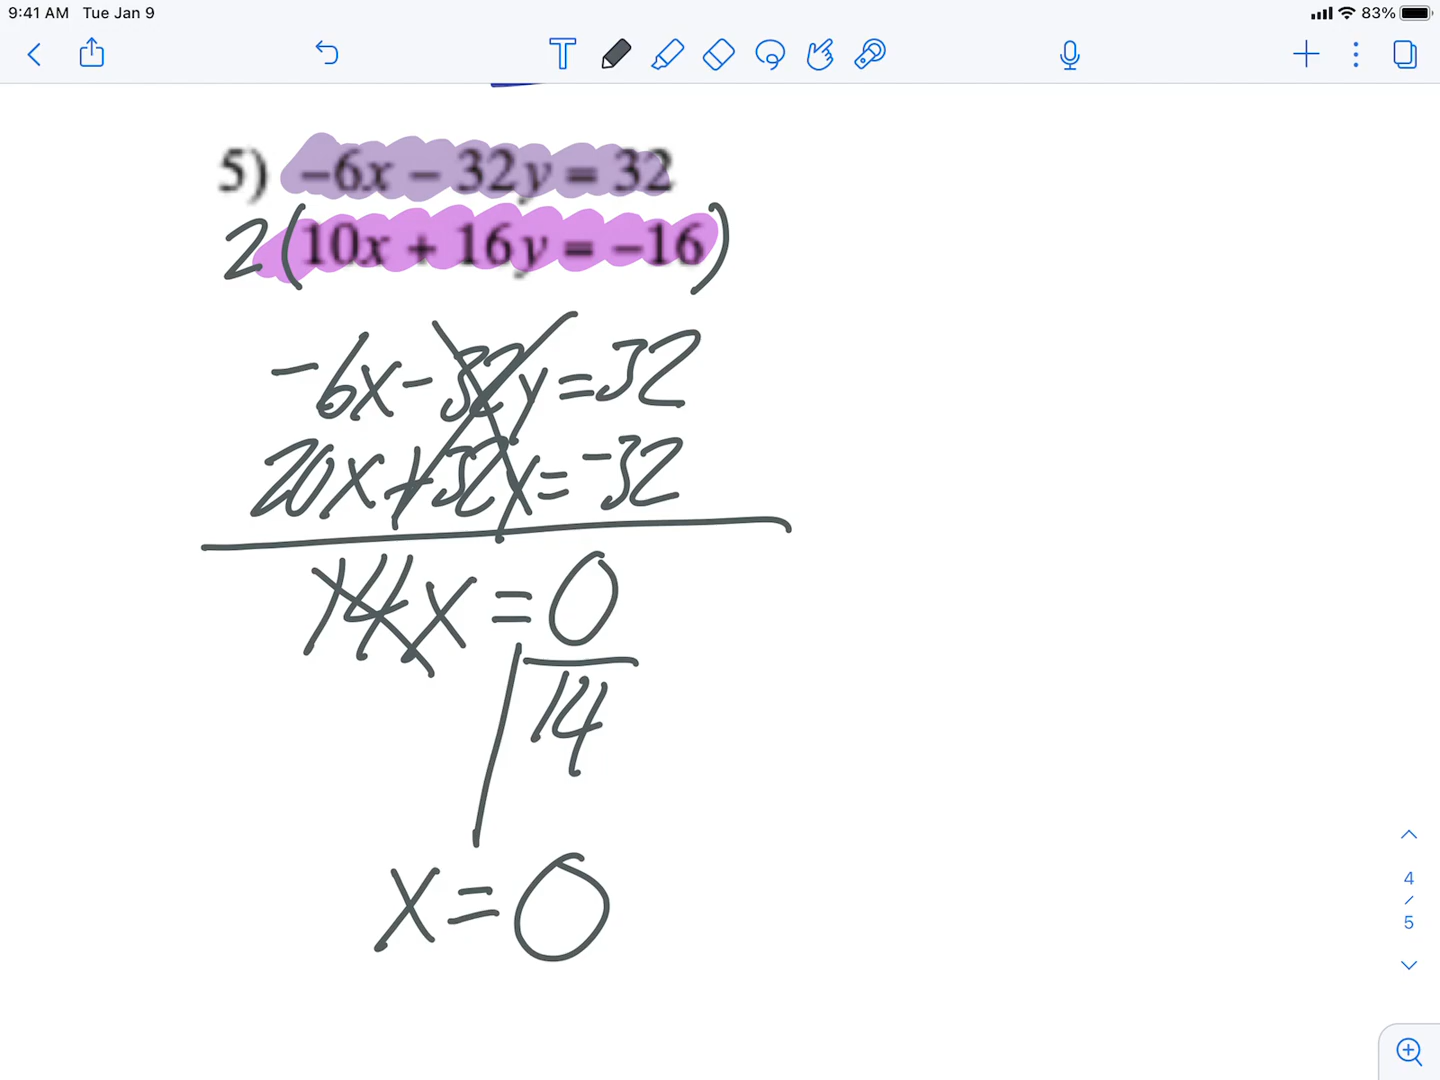 9:41 AM Tue Jan 9 83%
T
5) −6x − 32y = 32
2(10x + 16y = −16)
-6x-32y=32
20x+32y=-32
14x=0
14
x=0
4
/
5